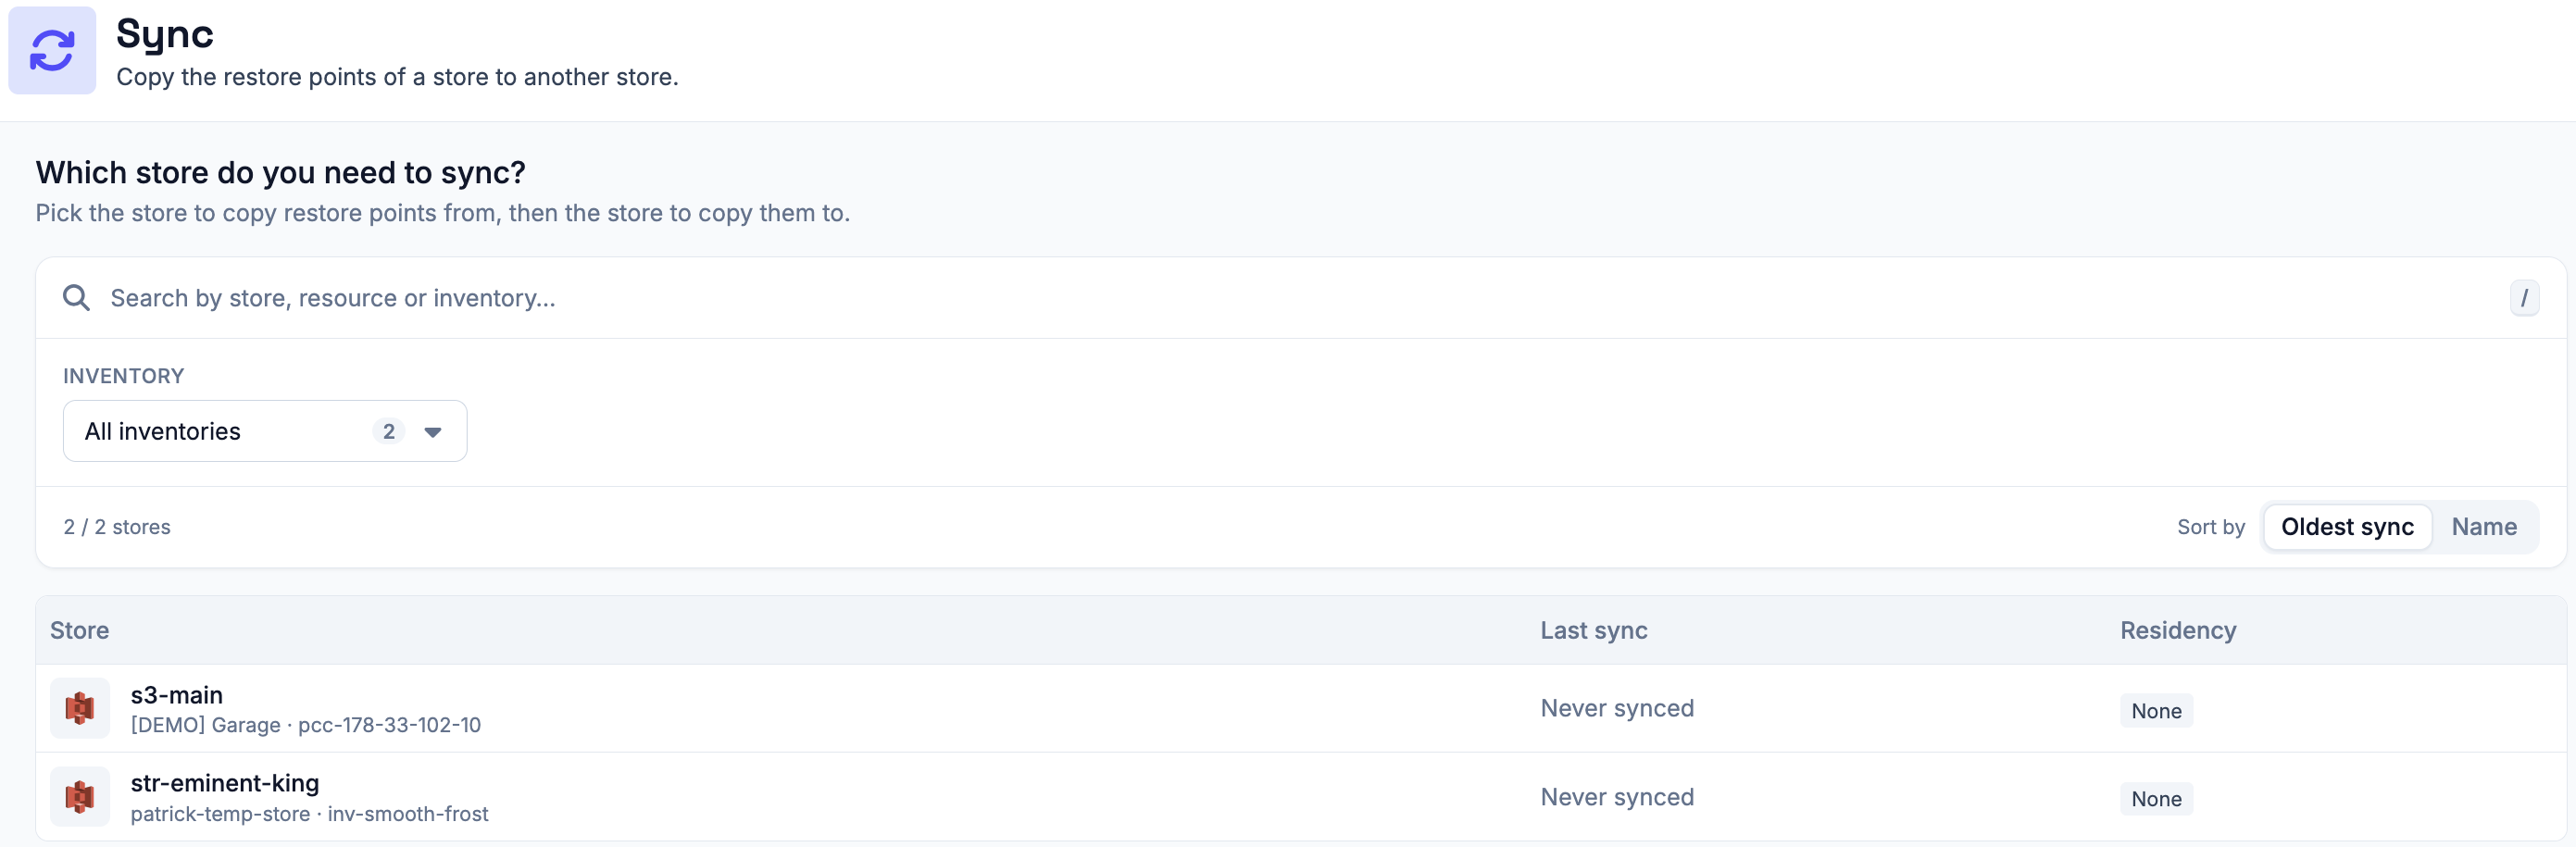 Sync
Copy the restore points of a store to another store.
Which store do you need to sync?
Pick the store to copy restore points from, then the store to copy them to.
Search by store, resource or inventory...
/
INVENTORY
All inventories 2
2 / 2 stores
Sort by Oldest sync Name
Store Last sync Residency
s3-main
[DEMO] Garage · pcc-178-33-102-10
Never synced
None
str-eminent-king
patrick-temp-store · inv-smooth-frost
Never synced
None